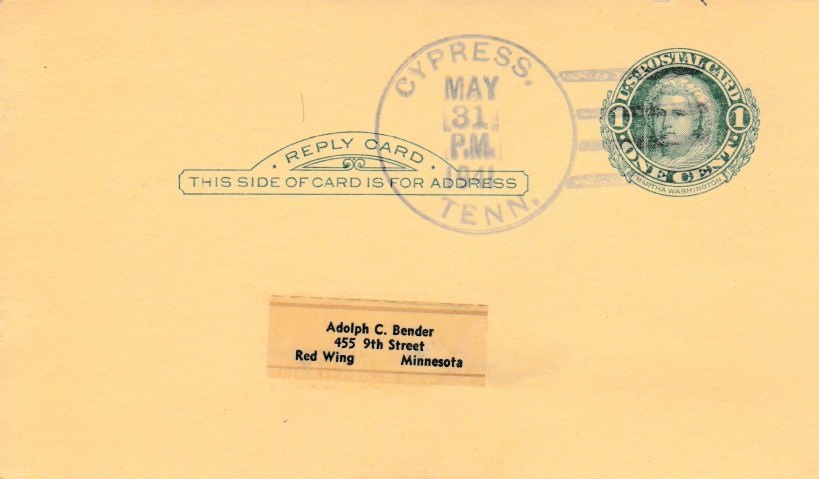 CYPRESS,
MAY
31
P.M.
1941
TENN.
U.S. POSTAL CARD
1 1
ONE CENT
MARTHA WASHINGTON
REPLY CARD
THIS SIDE OF CARD IS FOR ADDRESS
Adolph C. Bender
455 9th Street
Red Wing Minnesota